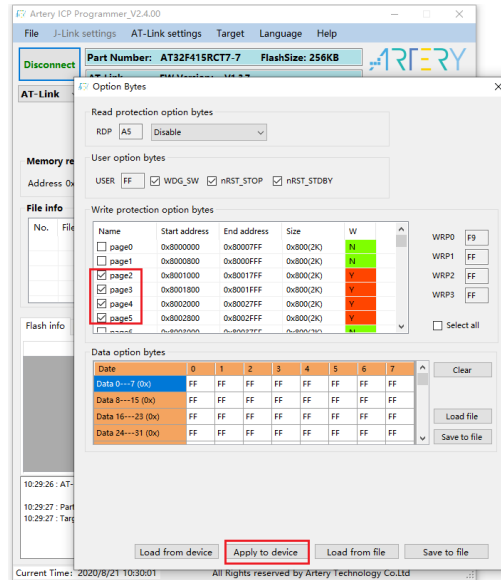 Artery ICP Programmer_V2.4.00
File J-Link settings AT-Link settings Target Language Help
Disconnect
Part Number: AT32F415RCT7-7 FlashSize: 256KB
ARTERY
AT-Link
Option Bytes
Read protection option bytes
RDP A5 Disable
User option bytes
USER FF WDG_SW nRST_STOP nRST_STDBY
Memory re
Address 0x
File info
No. File
Flash info
Write protection option bytes
Name Start address End address Size W
page0 0x8000000 0x80007FF 0x800(2K) N
page1 0x8000800 0x8000FFF 0x800(2K) N
page2 0x8001000 0x80017FF 0x800(2K) Y
page3 0x8001800 0x8001FFF 0x800(2K) Y
page4 0x8002000 0x80027FF 0x800(2K) Y
page5 0x8002800 0x8002FFF 0x800(2K) Y
WRP0 F9
WRP1 FF
WRP2 FF
WRP3 FF
Select all
Data option bytes
Date 0 1 2 3 4 5 6 7
Data 0---7 (0x) FF FF FF FF FF FF FF FF
Data 8---15 (0x) FF FF FF FF FF FF FF FF
Data 16---23 (0x) FF FF FF FF FF FF FF FF
Data 24---31 (0x) FF FF FF FF FF FF FF FF
Clear
Load file
Save to file
10:29:26 : AT-
10:29:27 : Part
10:29:27 : Targ
Load from device Apply to device Load from file Save to file
Current Time: 2020/8/21 10:30:01 All Rights reserved by Artery Technology Co.Ltd